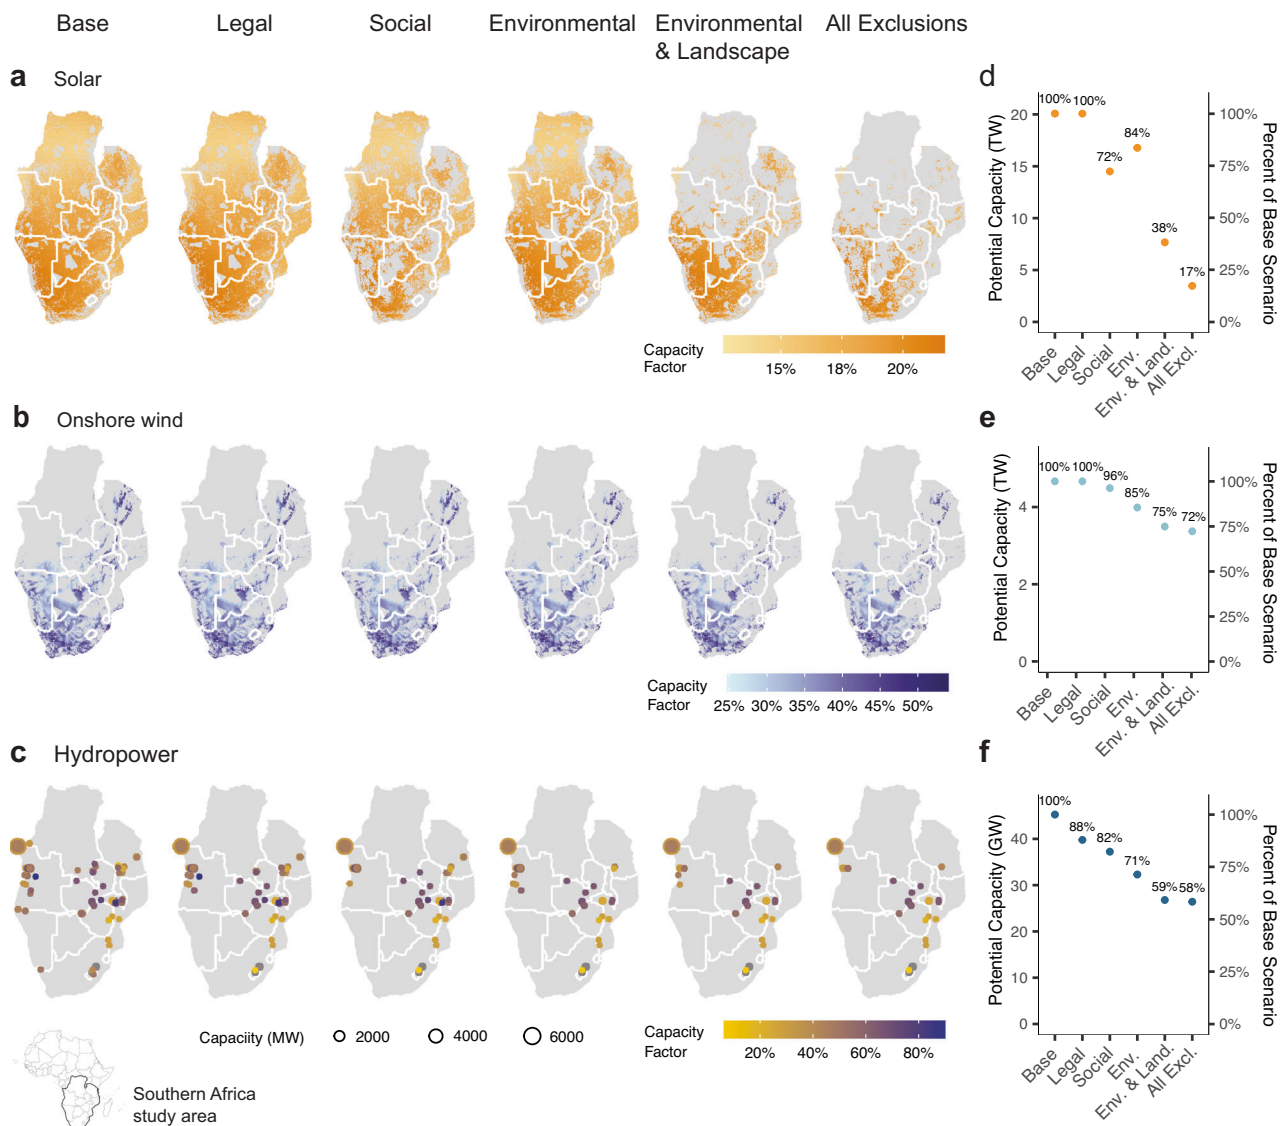 Base
Legal
Social
Environmental
Environmental
& Landscape
All Exclusions
a Solar
Capacity
Factor
15% 18% 20%
d
Potential Capacity (TW)
20
15
10
5
0
100% 100%
72%
84%
38%
17%
100%
75%
50%
25%
0%
Percent of Base Scenario
Base
Legal
Social
Env.
Env. & Land.
All Excl.
b Onshore wind
Capacity
Factor
25% 30% 35% 40% 45% 50%
e
Potential Capacity (TW)
4
2
0
100% 100% 96%
85%
75%
72%
100%
75%
50%
25%
0%
Percent of Base Scenario
Base
Legal
Social
Env.
Env. & Land.
All Excl.
c Hydropower
Capaciity (MW) 2000 4000 6000
Capacity
Factor
20% 40% 60% 80%
f
Potential Capacity (GW)
40
30
20
10
0
100%
88%
82%
71%
59% 58%
100%
75%
50%
25%
0%
Percent of Base Scenario
Base
Legal
Social
Env.
Env. & Land.
All Excl.
Southern Africa
study area